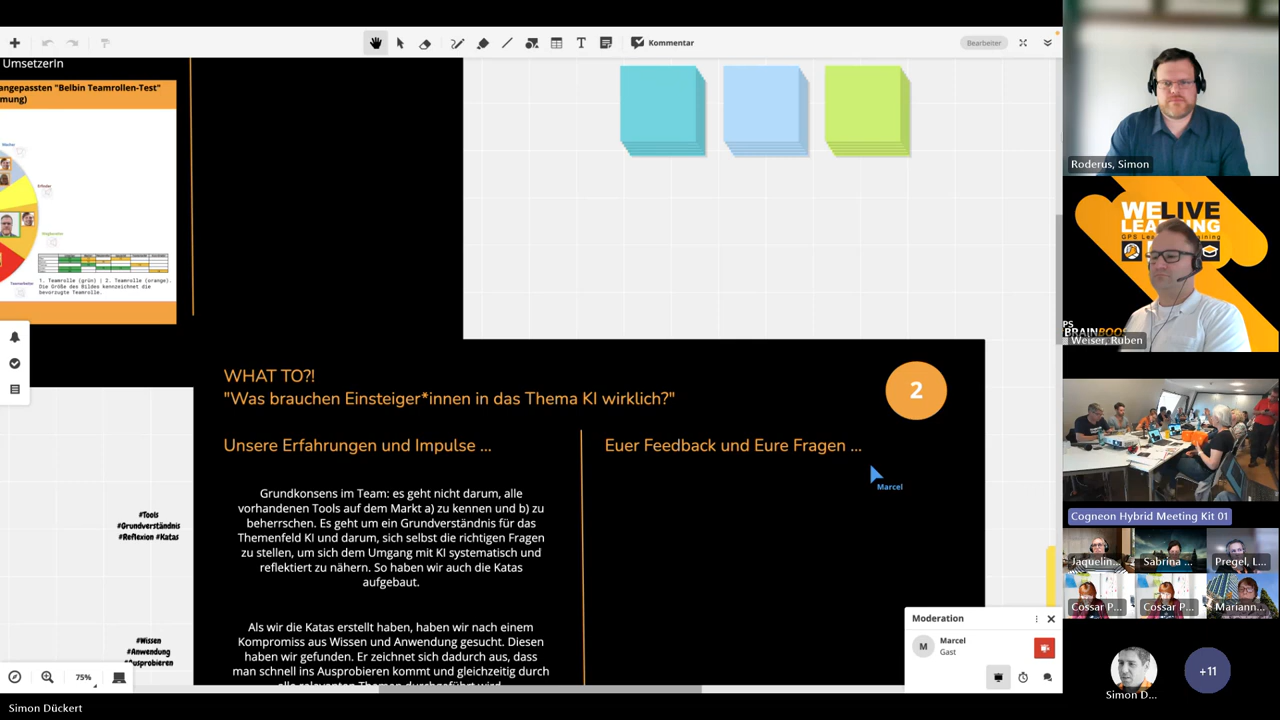 Kommentar
Bearbeiter
UmsetzerIn
angepassten "Belbin Teamrollen-Test"
mung)
1. Teamrolle (grün) | 2. Teamrolle (orange).
Die Größe des Bildes kennzeichnet die
bevorzugte Teamrolle.
WHAT TO?!
"Was brauchen Einsteiger*innen in das Thema KI wirklich?"
2
Unsere Erfahrungen und Impulse ...
Euer Feedback und Eure Fragen ...
Marcel
Grundkonsens im Team: es geht nicht darum, alle
vorhandenen Tools auf dem Markt a) zu kennen und b) zu
beherrschen. Es geht um ein Grundverständnis für das
Themenfeld KI und darum, sich selbst die richtigen Fragen
zu stellen, um sich dem Umgang mit KI systematisch und
reflektiert zu nähern. So haben wir auch die Katas
aufgebaut.
#Tools
#Grundverständnis
#Reflexion #Katas
Als wir die Katas erstellt haben, haben wir nach einem
Kompromiss aus Wissen und Anwendung gesucht. Diesen
haben wir gefunden. Er zeichnet sich dadurch aus, dass
man schnell ins Ausprobieren kommt und gleichzeitig durch
alle relevanten Themen durchgeführt wird
#Wissen
#Anwendung
#Ausprobieren
75%
Moderation
M
Marcel
Gast
Roderus, Simon
WE LIVE
LEARNING
Weiser, Ruben
Cogneon Hybrid Meeting Kit 01
Jaquelin...
Sabrina ...
Pregel, L...
Cossar P...
Cossar P...
Mariann...
Simon D...
+11
Simon Dückert